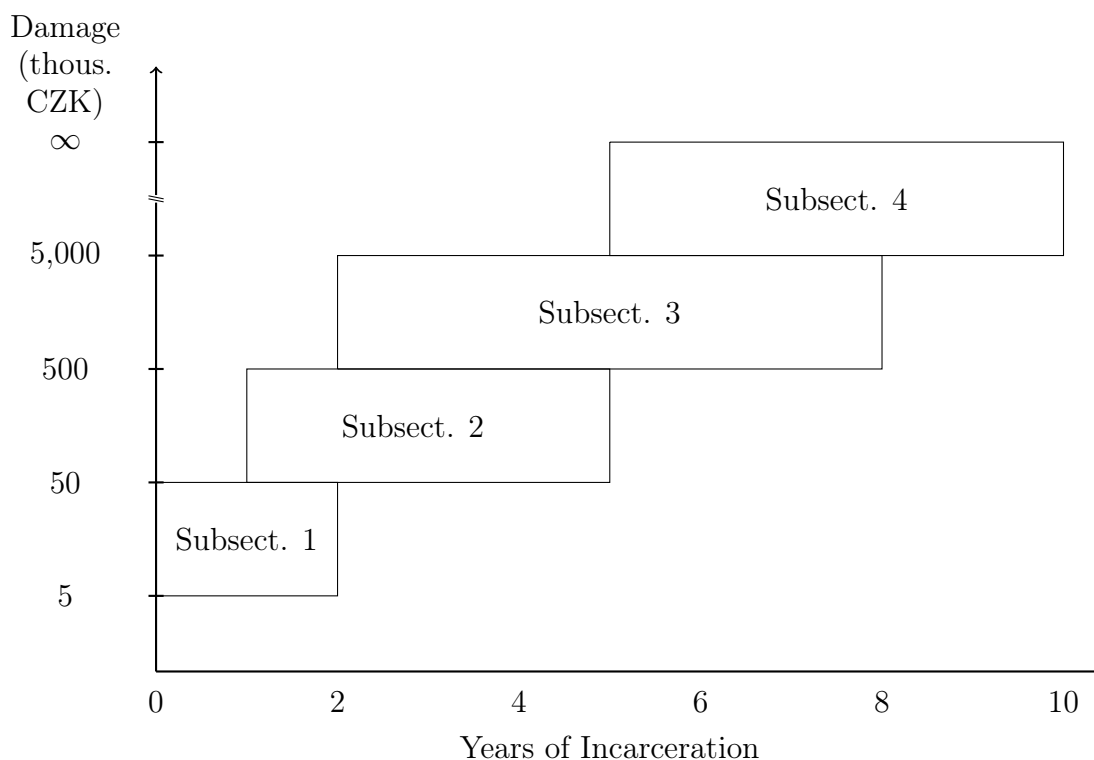 Damage
(thous.
CZK)
∞
Subsect. 4
5,000
Subsect. 3
500
Subsect. 2
50
Subsect. 1
5
0 2 4 6 8 10
Years of Incarceration